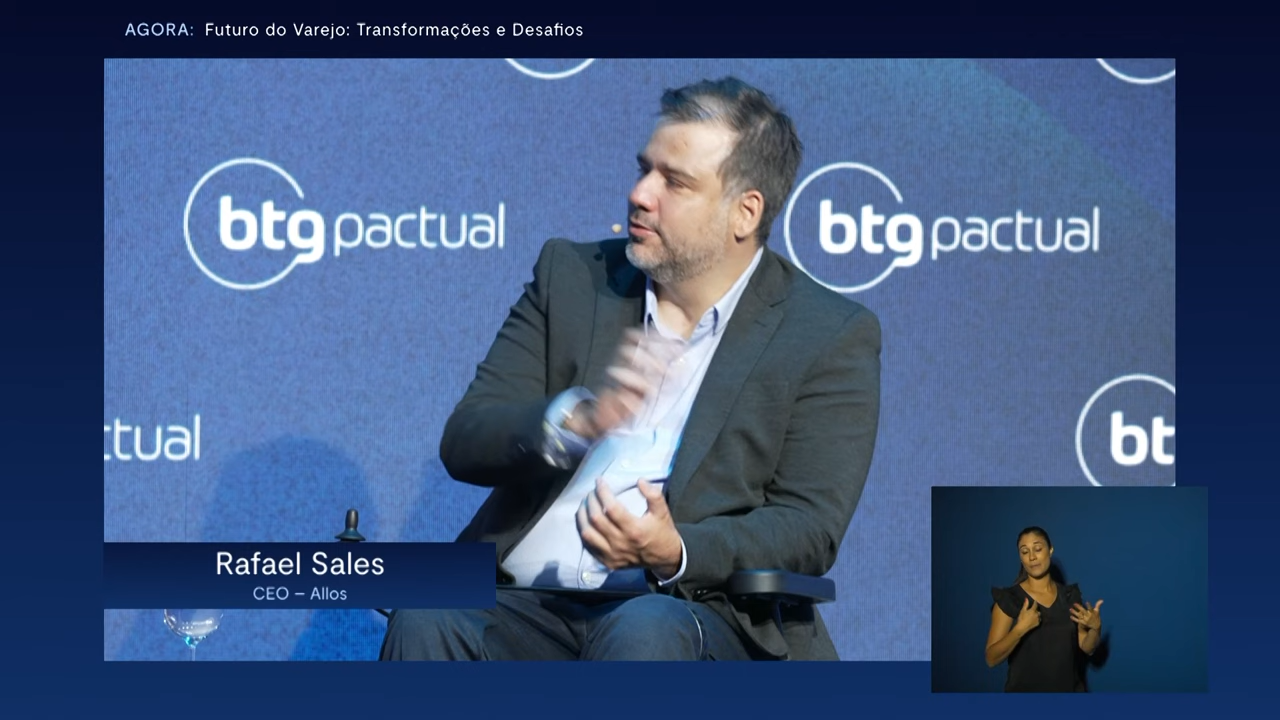 AGORA: Futuro do Varejo: Transformações e Desafios
btg pactual
btg pactual
ctual
bt
Rafael Sales
CEO – Allos